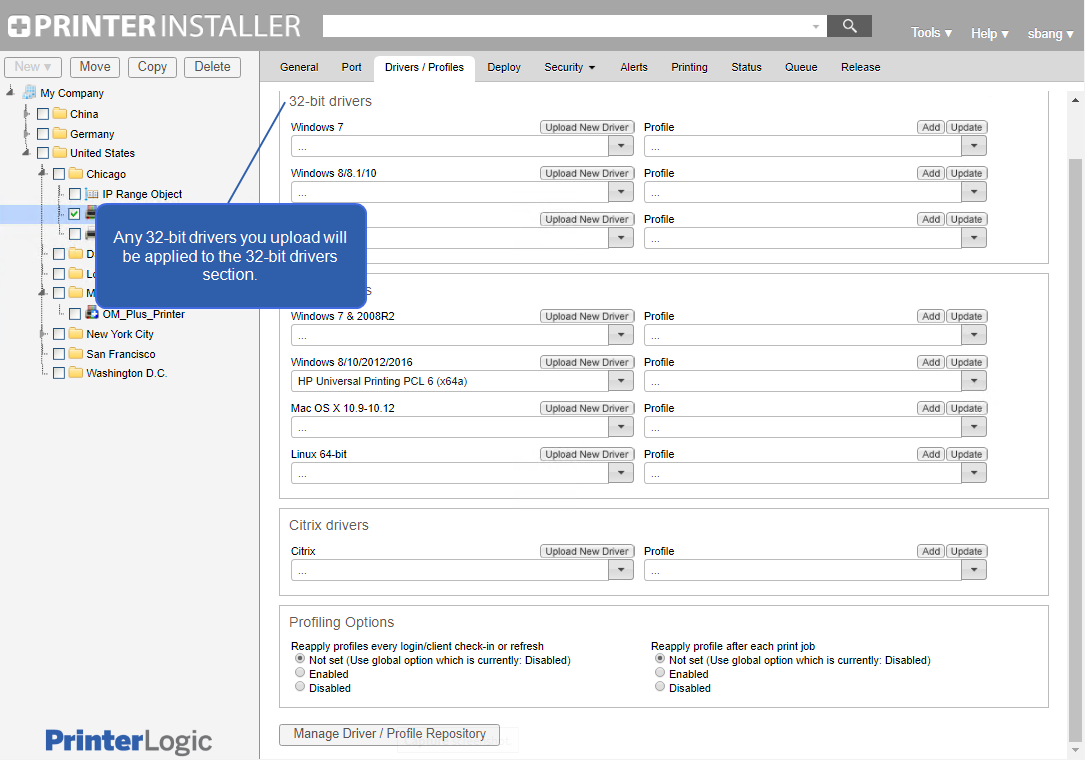 PRINTERINSTALLER
Tools ▾ Help ▾ sbang ▾
New ▾ Move Copy Delete
General Port Drivers / Profiles Deploy Security ▾ Alerts Printing Status Queue Release
My Company
China
Germany
United States
Chicago
IP Range Object
D
Lo
M
OM_Plus_Printer
New York City
San Francisco
Washington D.C.
PrinterLogic
Any 32-bit drivers you upload will
be applied to the 32-bit drivers
section.
32-bit drivers
Windows 7 Upload New Driver Profile Add Update
... ...
Windows 8/8.1/10 Upload New Driver Profile Add Update
... ...
Upload New Driver Profile Add Update
...
s
Windows 7 & 2008R2 Upload New Driver Profile Add Update
... ...
Windows 8/10/2012/2016 Upload New Driver Profile Add Update
HP Universal Printing PCL 6 (x64a) ...
Mac OS X 10.9-10.12 Upload New Driver Profile Add Update
... ...
Linux 64-bit Upload New Driver Profile Add Update
... ...
Citrix drivers
Citrix Upload New Driver Profile Add Update
... ...
Profiling Options
Reapply profiles every login/client check-in or refresh Reapply profile after each print job
Not set (Use global option which is currently: Disabled) Not set (Use global option which is currently: Disabled)
Enabled Enabled
Disabled Disabled
Manage Driver / Profile Repository